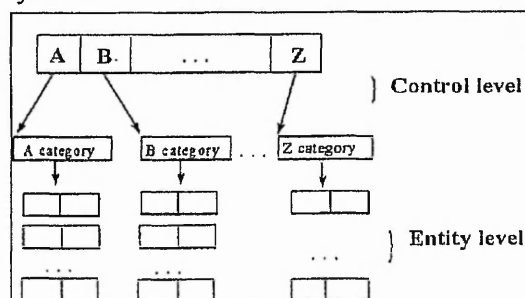 A B. ... Z
} Control level
A category B category .... Z category
} Entity level
.... .... ...